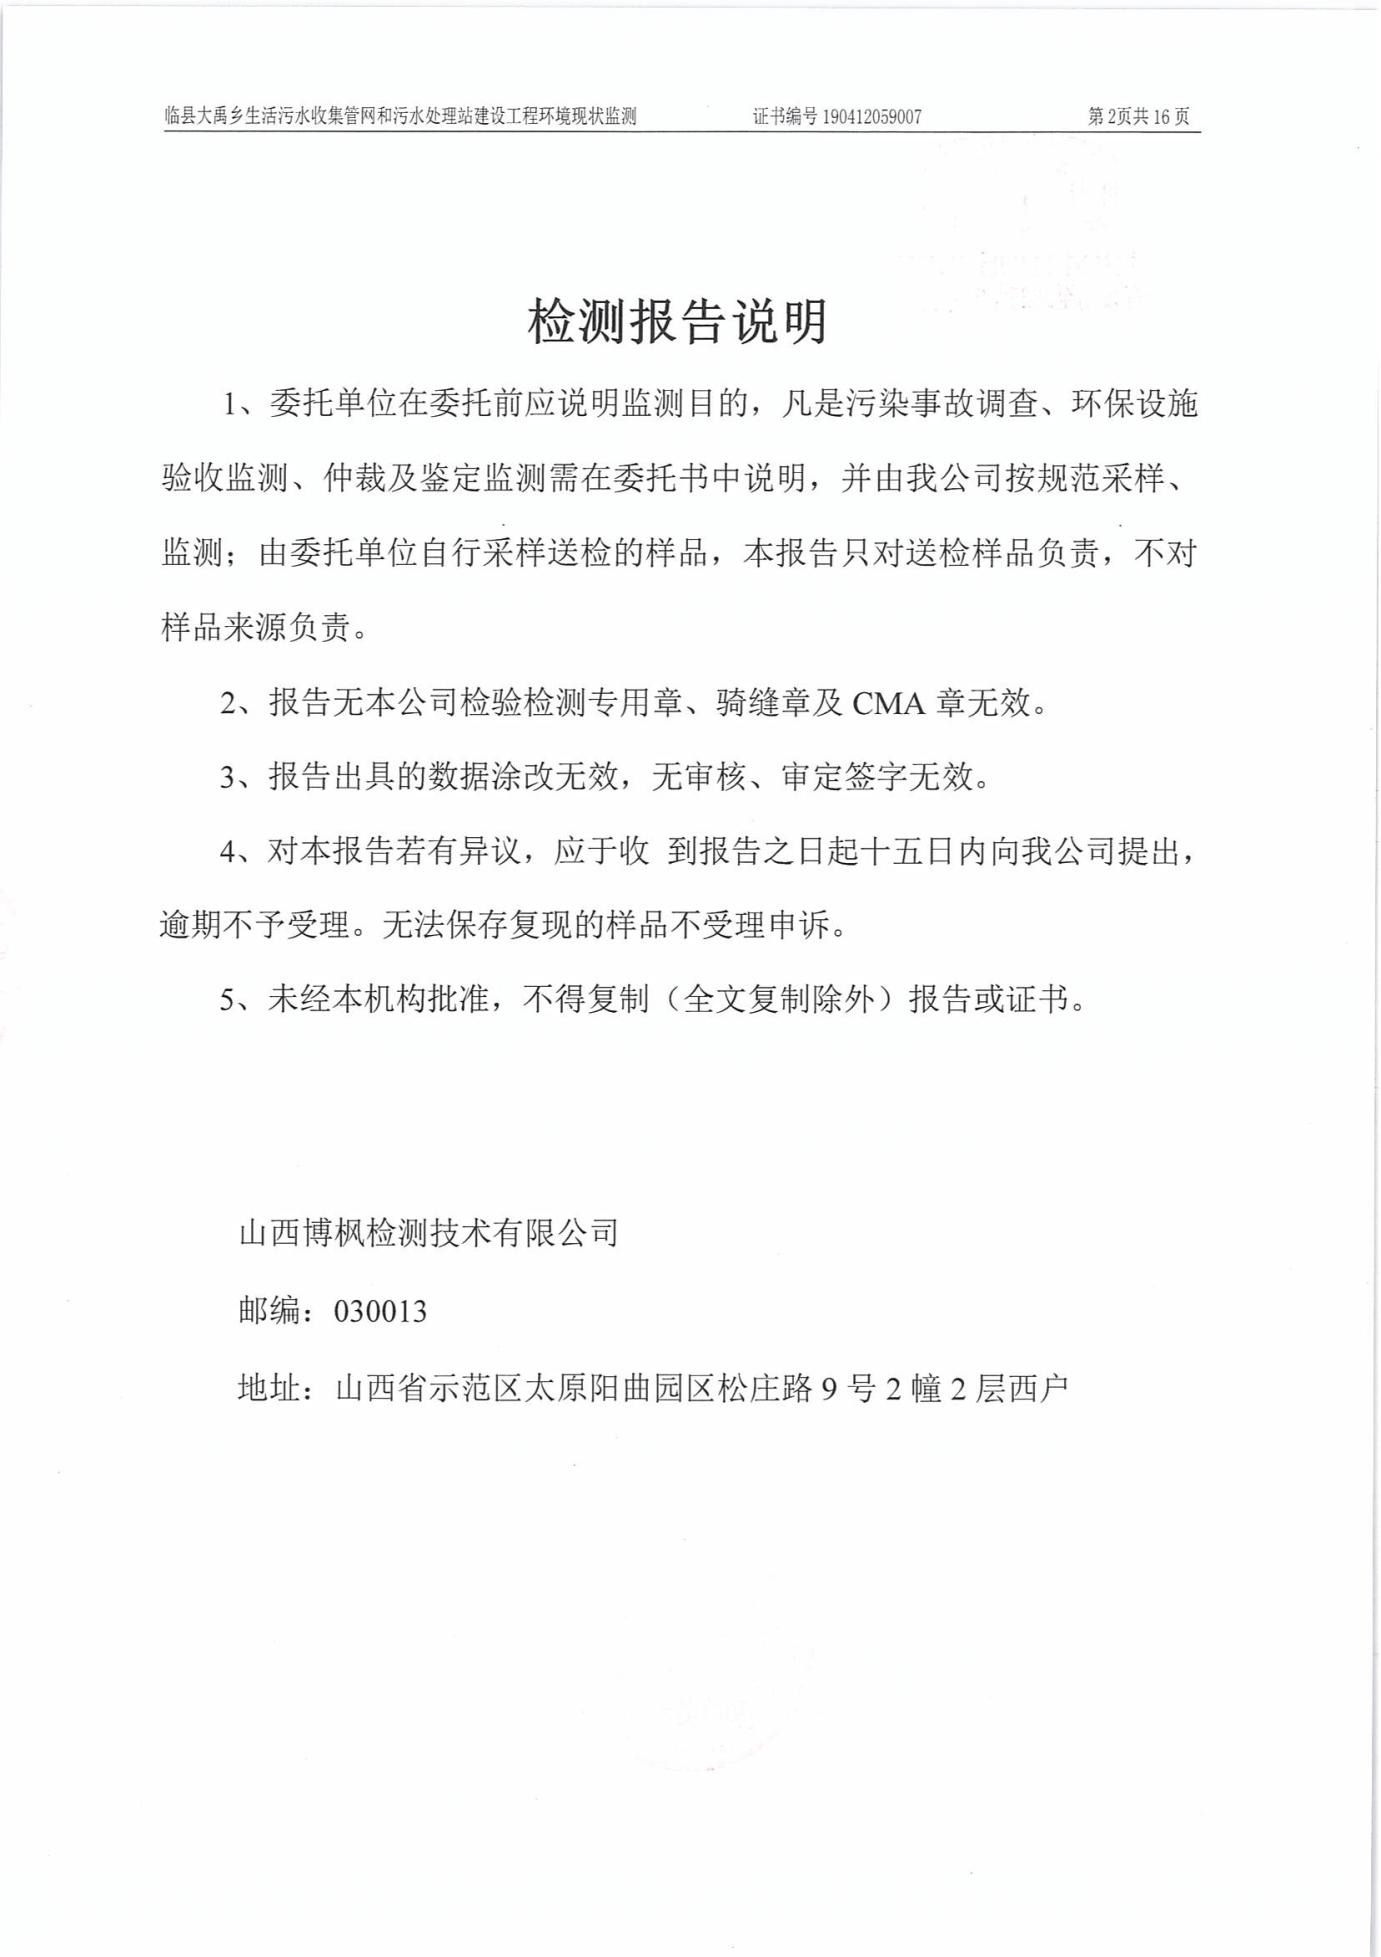 临县大禹乡生活污水收集管网和污水处理站建设工程环境现状监测 证书编号 190412059007 第 2页共 16 页
检测报告说明
1、委托单位在委托前应说明监测目的，凡是污染事故调查、环保设施
验收监测、仲裁及鉴定监测需在委托书中说明，并由我公司按规范采样、
监测；由委托单位自行采样送检的样品，本报告只对送检样品负责，不对
样品来源负责。
2、报告无本公司检验检测专用章、骑缝章及 CMA 章无效。
3、报告出具的数据涂改无效，无审核、审定签字无效。
4、对本报告若有异议，应于收 到报告之日起十五日内向我公司提出，
逾期不予受理。无法保存复现的样品不受理申诉。
5、未经本机构批准，不得复制（全文复制除外）报告或证书。
山西博枫检测技术有限公司
邮编：030013
地址：山西省示范区太原阳曲园区松庄路 9 号 2 幢 2 层西户